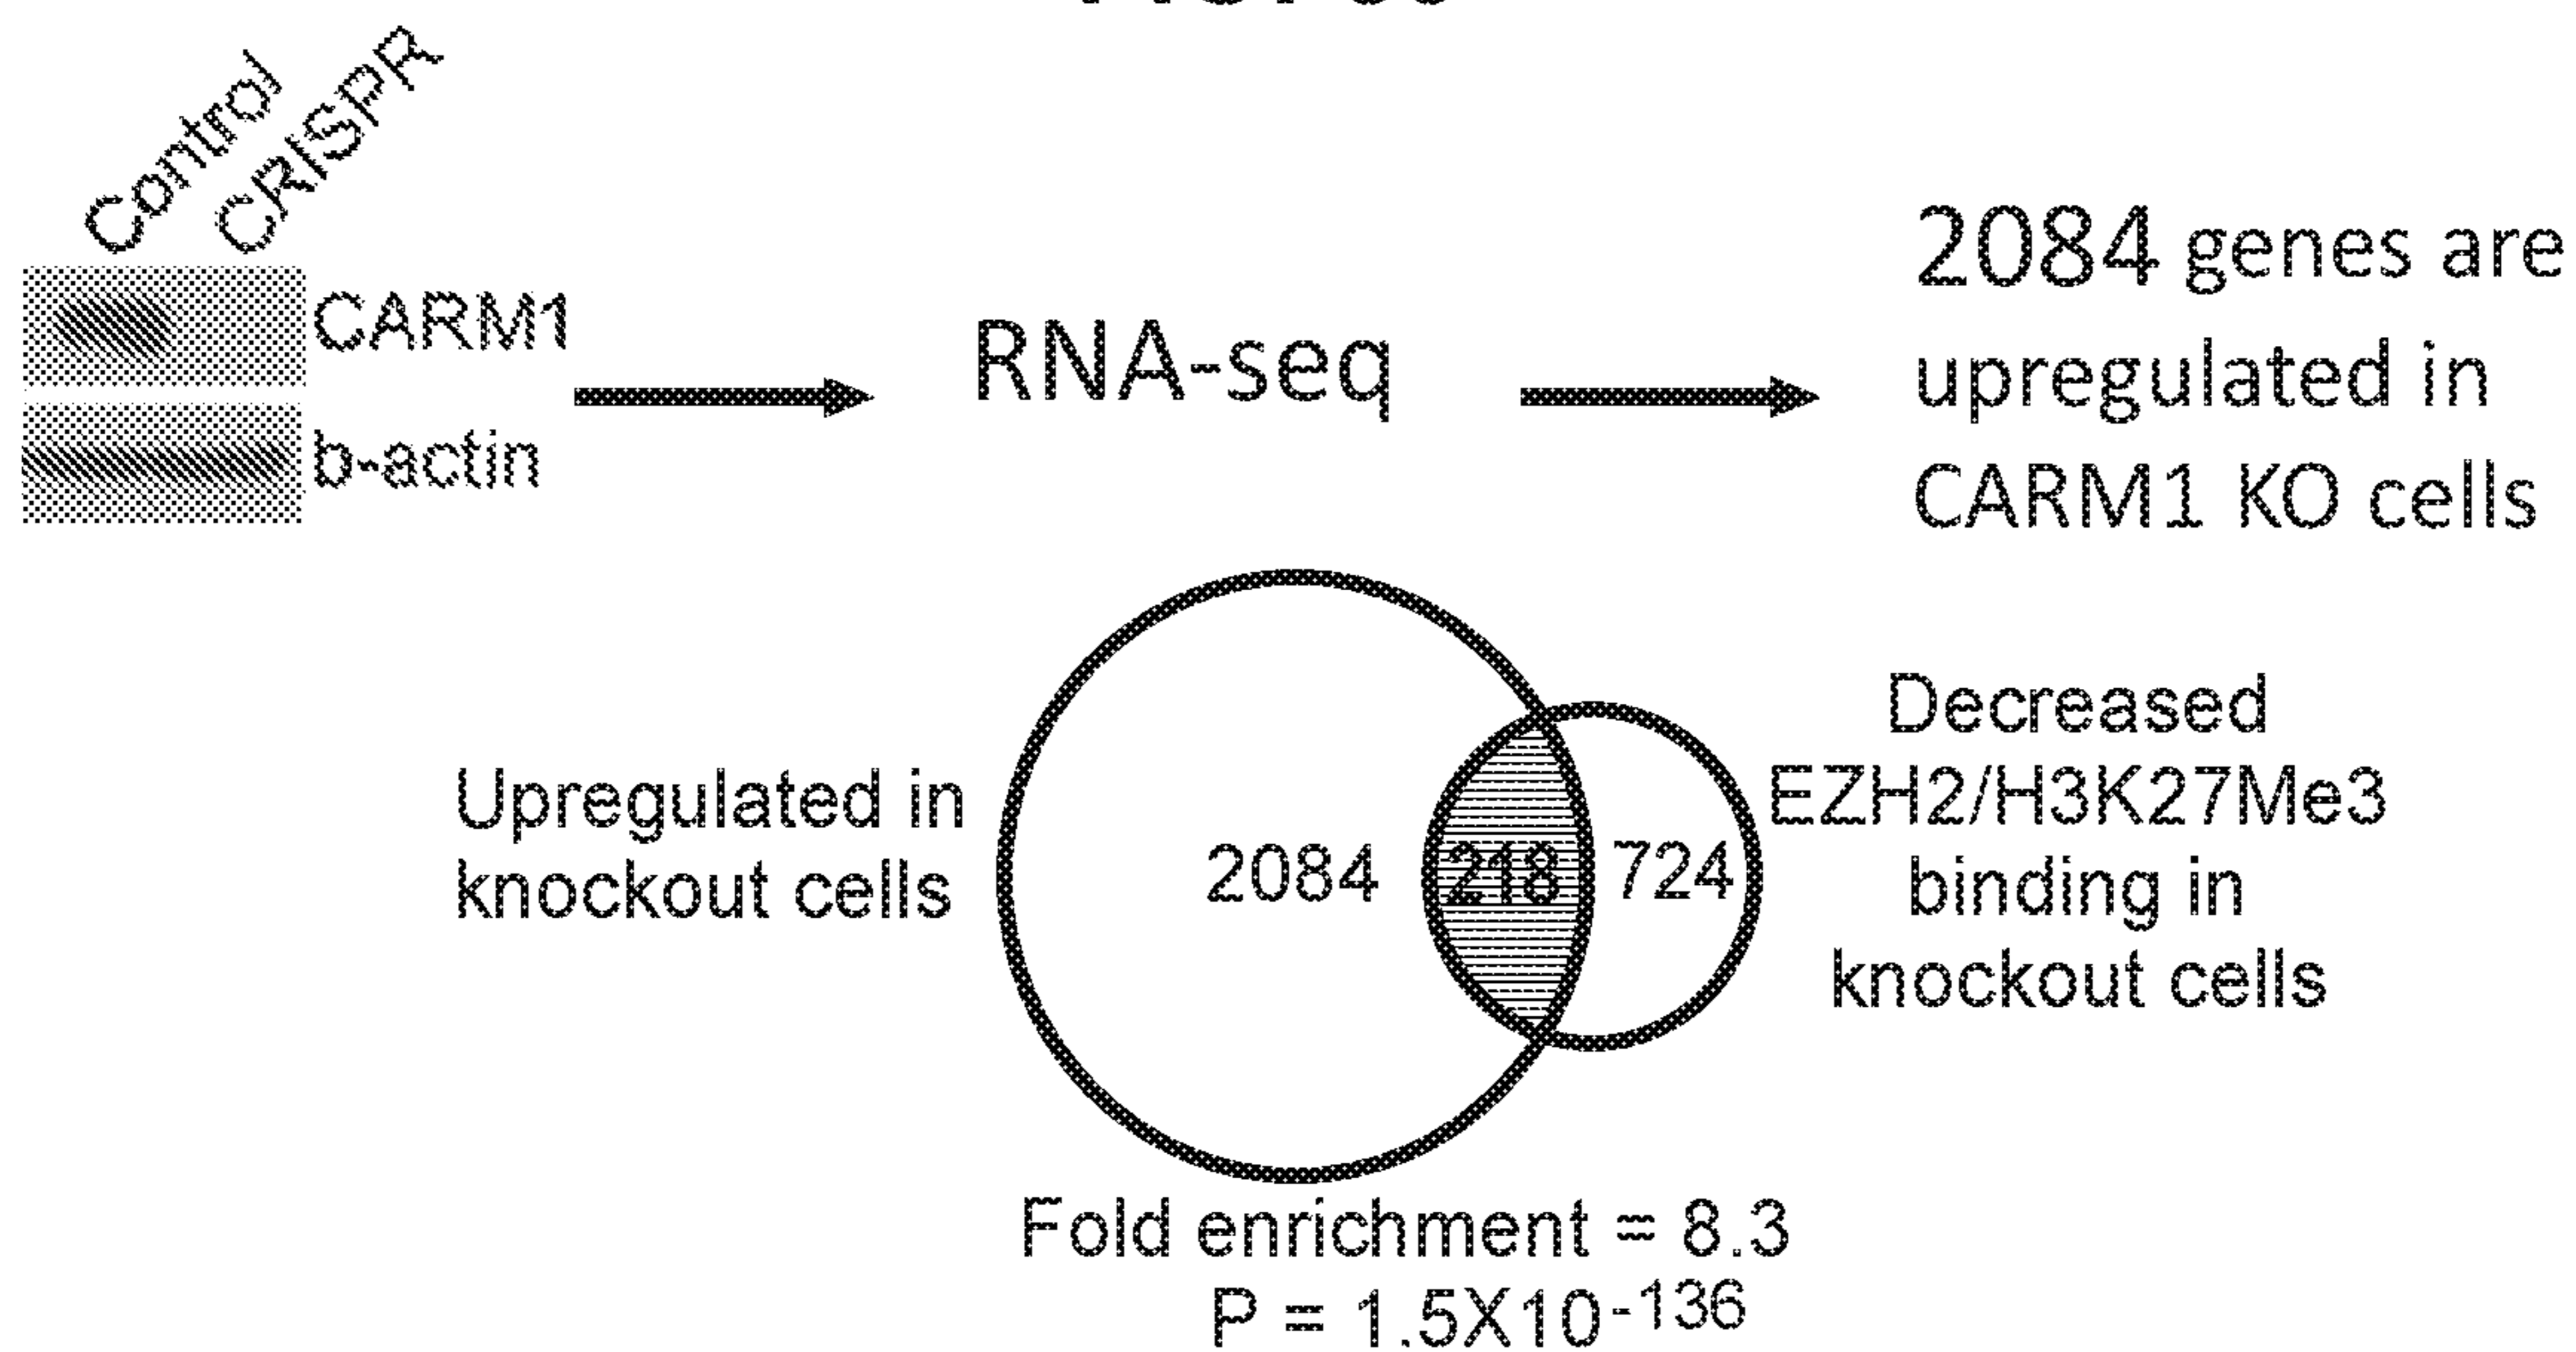 Control
CRISPR
CARM1
b-actin
RNA-seq
2084 genes are
upregulated in
CARM1 KO cells
Upregulated in
knockout cells
2084
218
724
Decreased
EZH2/H3K27Me3
binding in
knockout cells
Fold enrichment = 8.3
P = 1.5X10-136